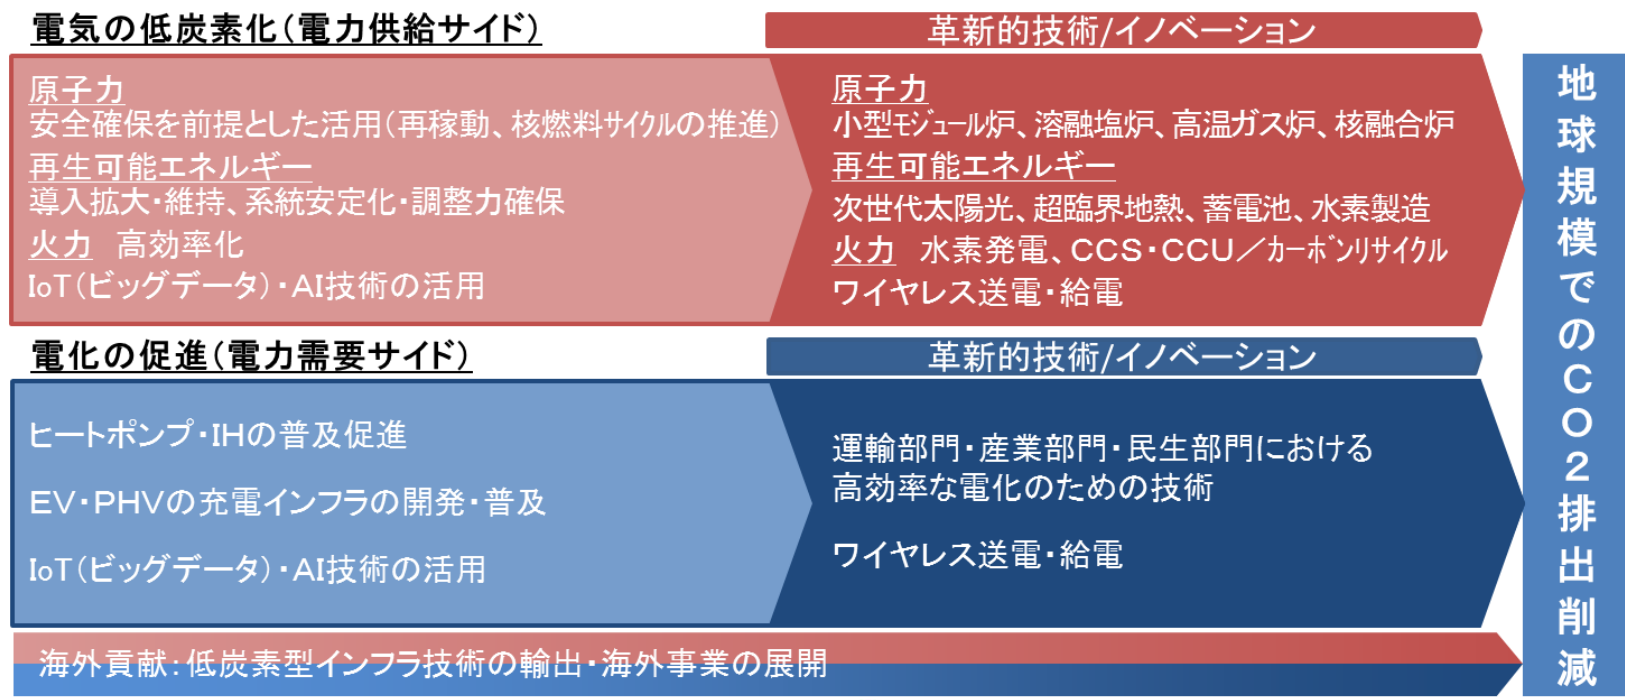 電気の低炭素化(電力供給サイド)
革新的技術/イノベーション
原子力
安全確保を前提とした活用(再稼動、核燃料サイクルの推進)
再生可能エネルギー
導入拡大・維持、系統安定化・調整力確保
火力 高効率化
IoT(ビッグデータ)・AI技術の活用
原子力
小型モジュール炉、溶融塩炉、高温ガス炉、核融合炉
再生可能エネルギー
次世代太陽光、超臨界地熱、蓄電池、水素製造
火力 水素発電、CCS・CCU/カーボンリサイクル
ワイヤレス送電・給電
電化の促進(電力需要サイド)
革新的技術/イノベーション
ヒートポンプ・IHの普及促進
EV・PHVの充電インフラの開発・普及
IoT(ビッグデータ)・AI技術の活用
運輸部門・産業部門・民生部門における
高効率な電化のための技術
ワイヤレス送電・給電
海外貢献:低炭素型インフラ技術の輸出・海外事業の展開
地球規模でのCO2排出削減